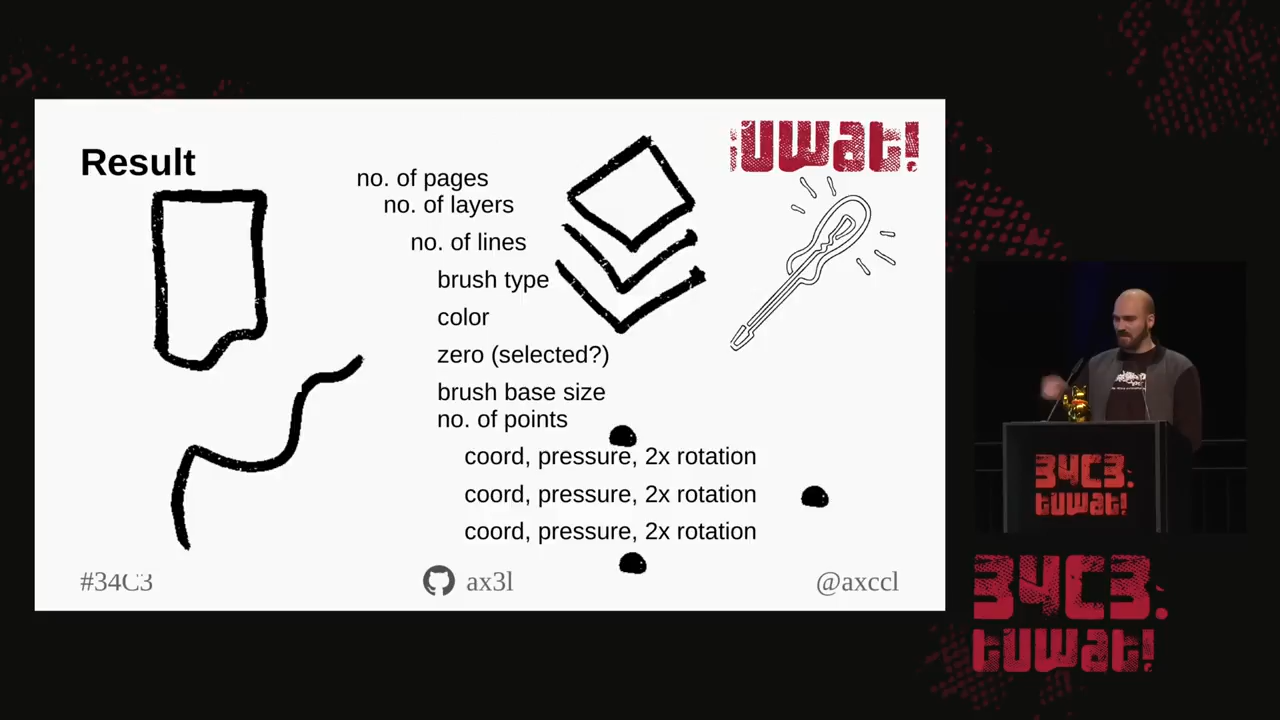 Result
tuwat!
no. of pages
no. of layers
no. of lines
brush type
color
zero (selected?)
brush base size
no. of points
coord, pressure, 2x rotation
coord, pressure, 2x rotation
coord, pressure, 2x rotation
#34C3
ax3l
@axccl
34C3.
tuwat!
34C3.
tuwat!